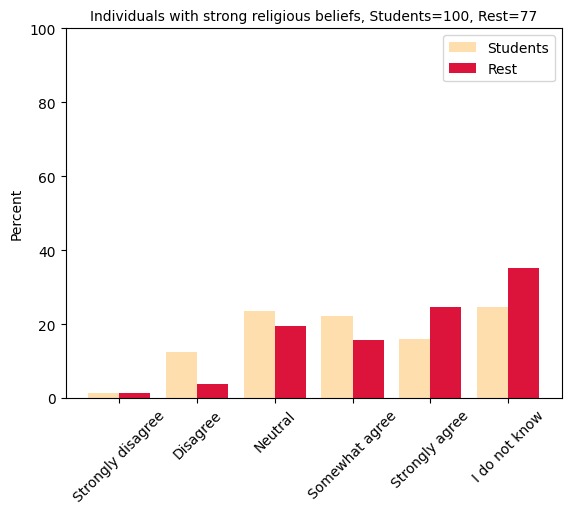 Individuals with strong religious beliefs, Students=100, Rest=77
100
80
60
40
20
0
Percent
Students
Rest
Strongly disagree
Disagree
Neutral
Somewhat agree
Strongly agree
I do not know